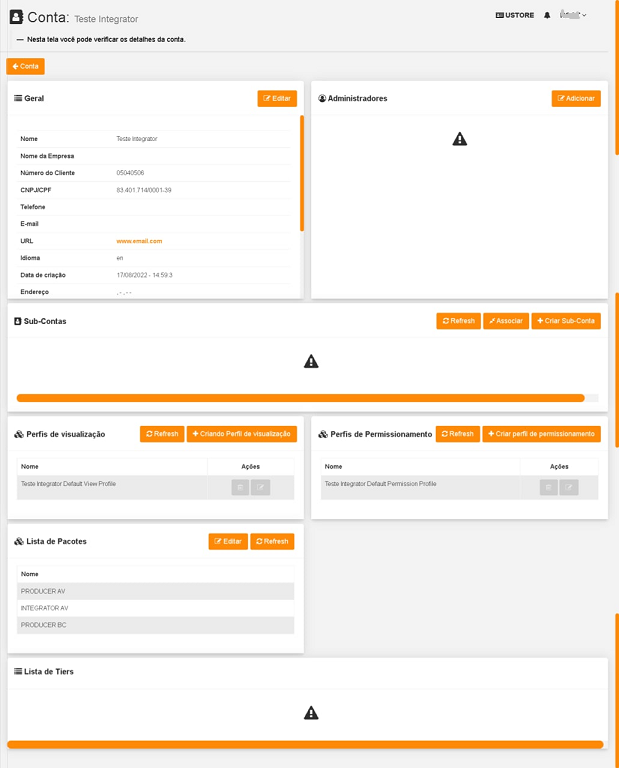 Conta: Teste Integrator
USTORE
— Nesta tela você pode verificar os detalhes da conta.
Conta
Geral
Editar
Nome Teste Integrator
Nome da Empresa
Número do Cliente 05040506
CNPJ/CPF 83.401.714/0001-39
Telefone
E-mail
URL www.email.com
Idioma en
Data de criação 17/08/2022 - 14:59:3
Endereço , - , - -
Administradores
Adicionar
Sub-Contas
Refresh
Associar
Criar Sub-Conta
Perfis de visualização
Refresh
Criando Perfil de visualização
Nome Ações
Teste Integrator Default View Profile
Perfis de Permissionamento
Refresh
Criar perfil de permissionamento
Nome Ações
Teste Integrator Default Permission Profile
Lista de Pacotes
Editar
Refresh
Nome
PRODUCER AV
INTEGRATOR AV
PRODUCER BC
Lista de Tiers